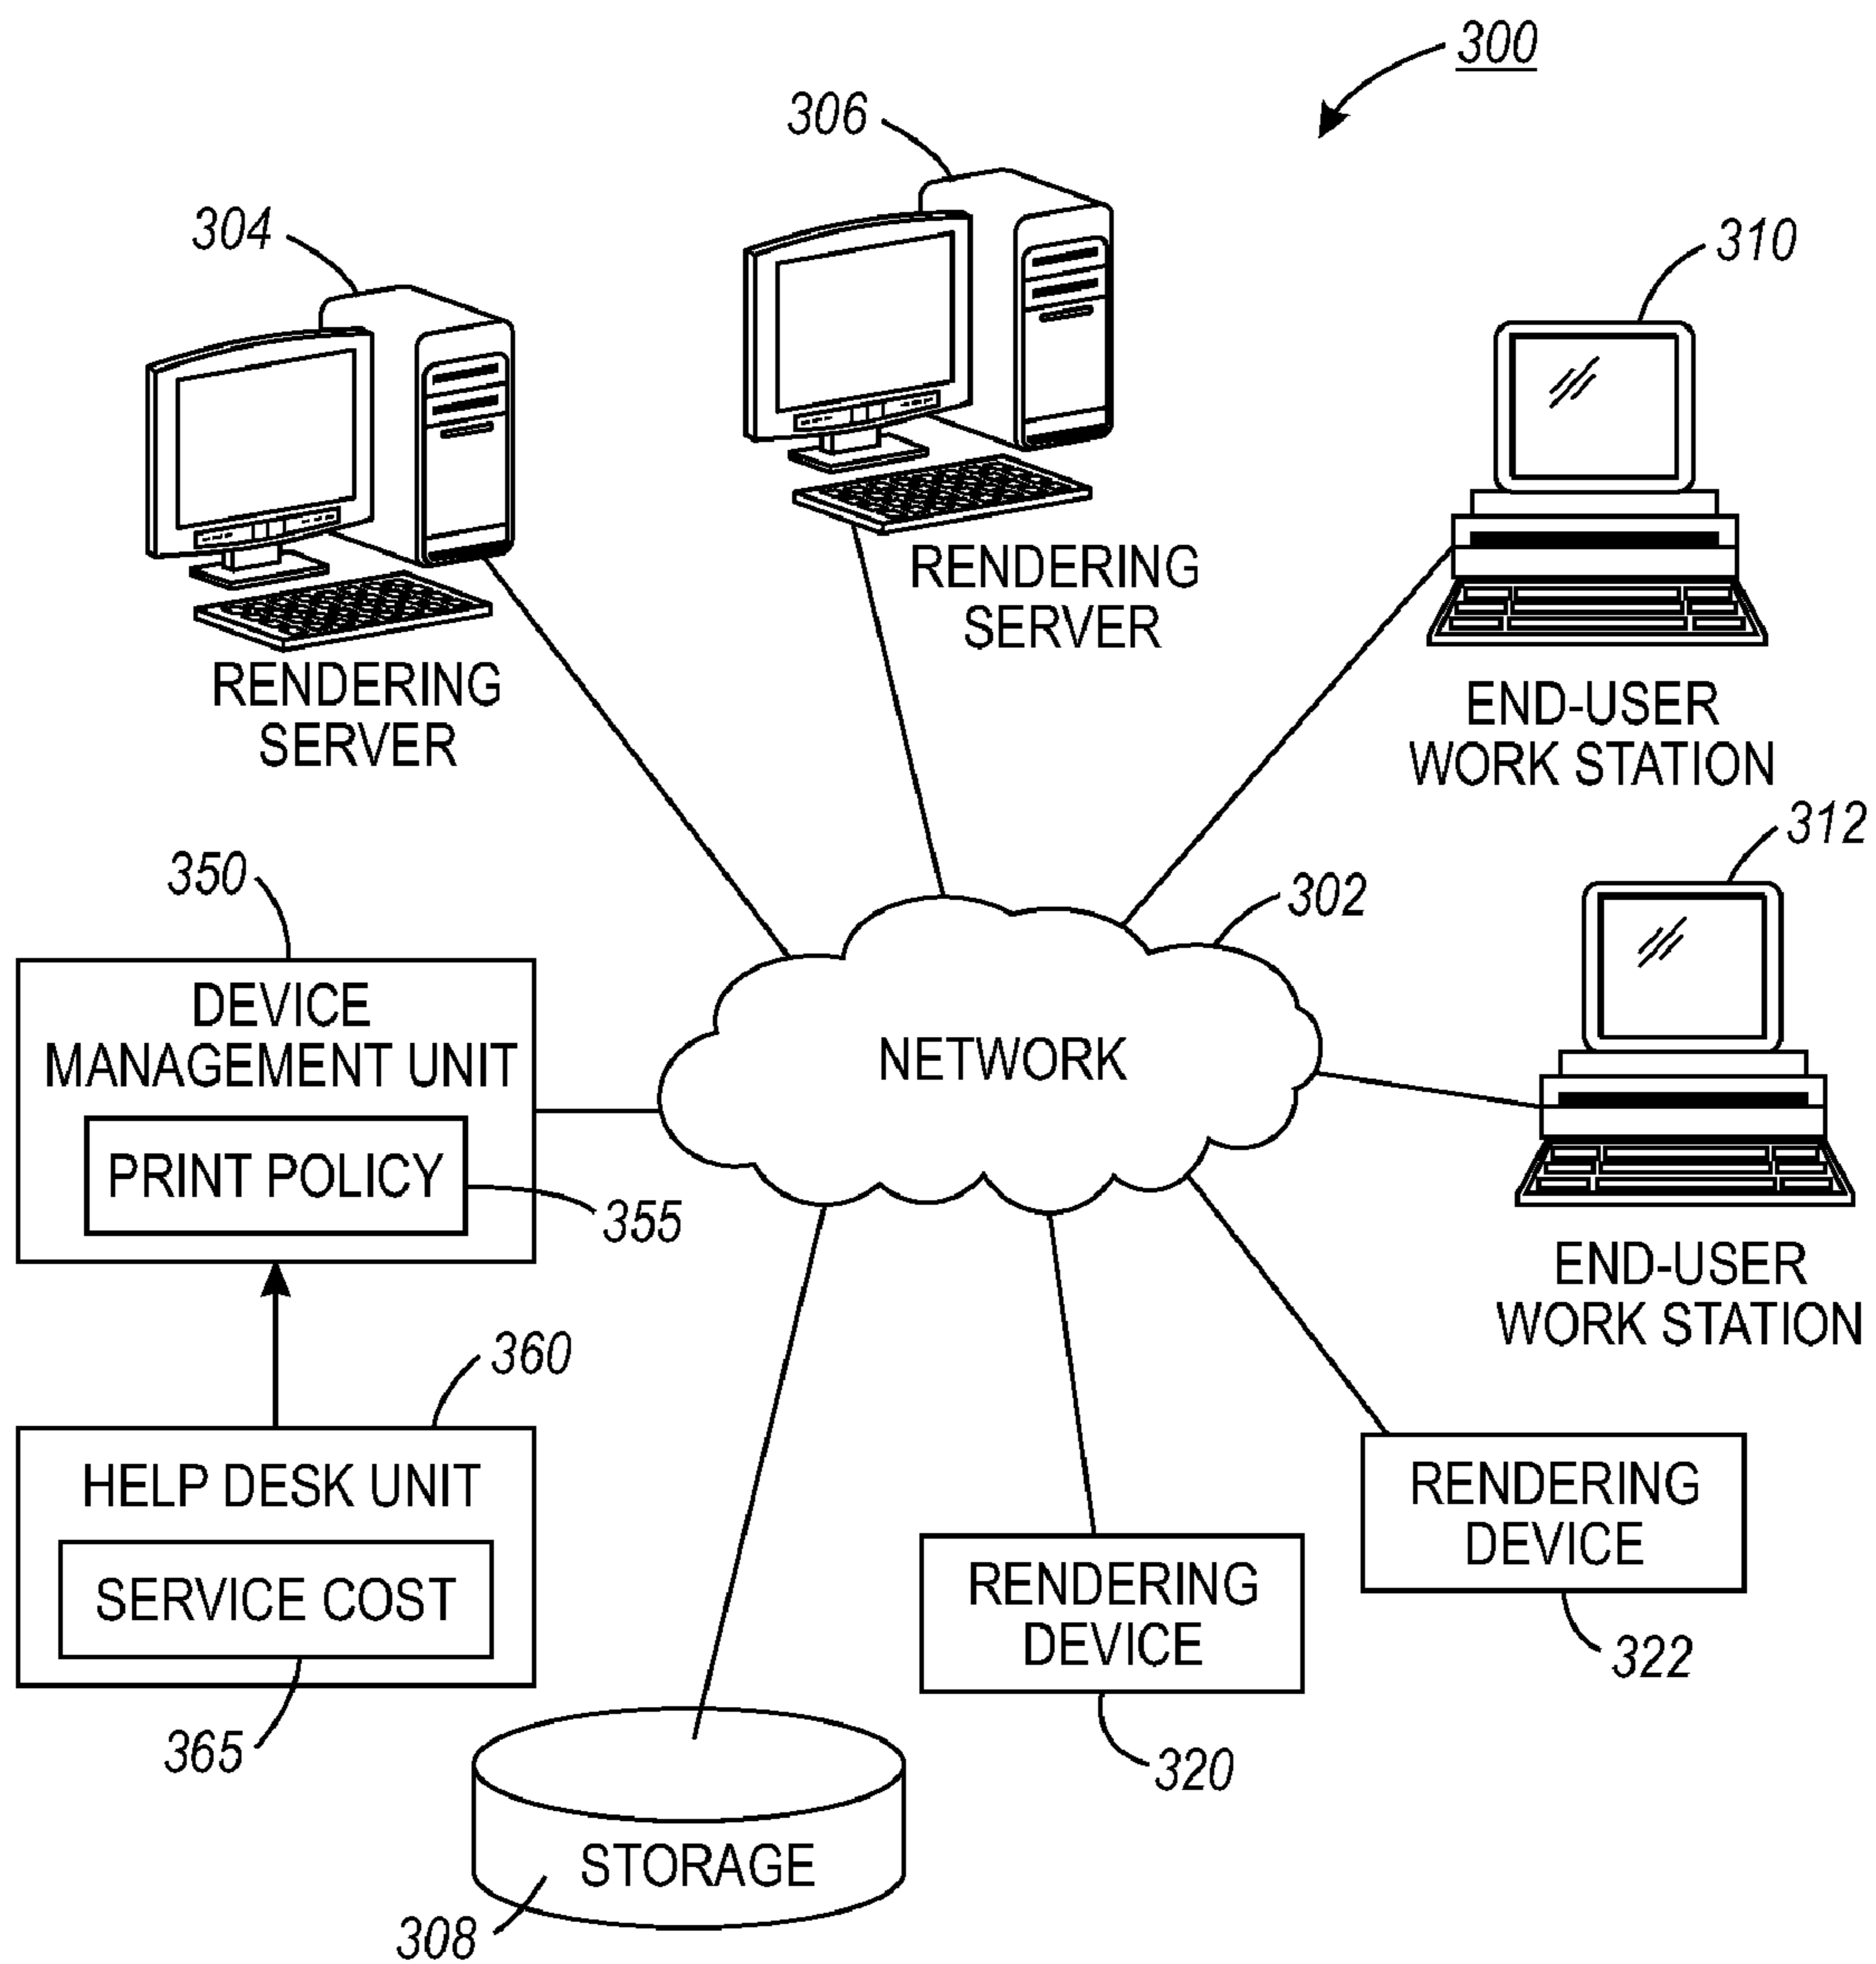 300
306
304
310
RENDERING
SERVER
RENDERING
SERVER
END-USER
WORK STATION
312
350
302
DEVICE
MANAGEMENT UNIT
NETWORK
PRINT POLICY
355
END-USER
WORK STATION
360
HELP DESK UNIT
RENDERING
DEVICE
SERVICE COST
RENDERING
DEVICE
322
365
320
STORAGE
308